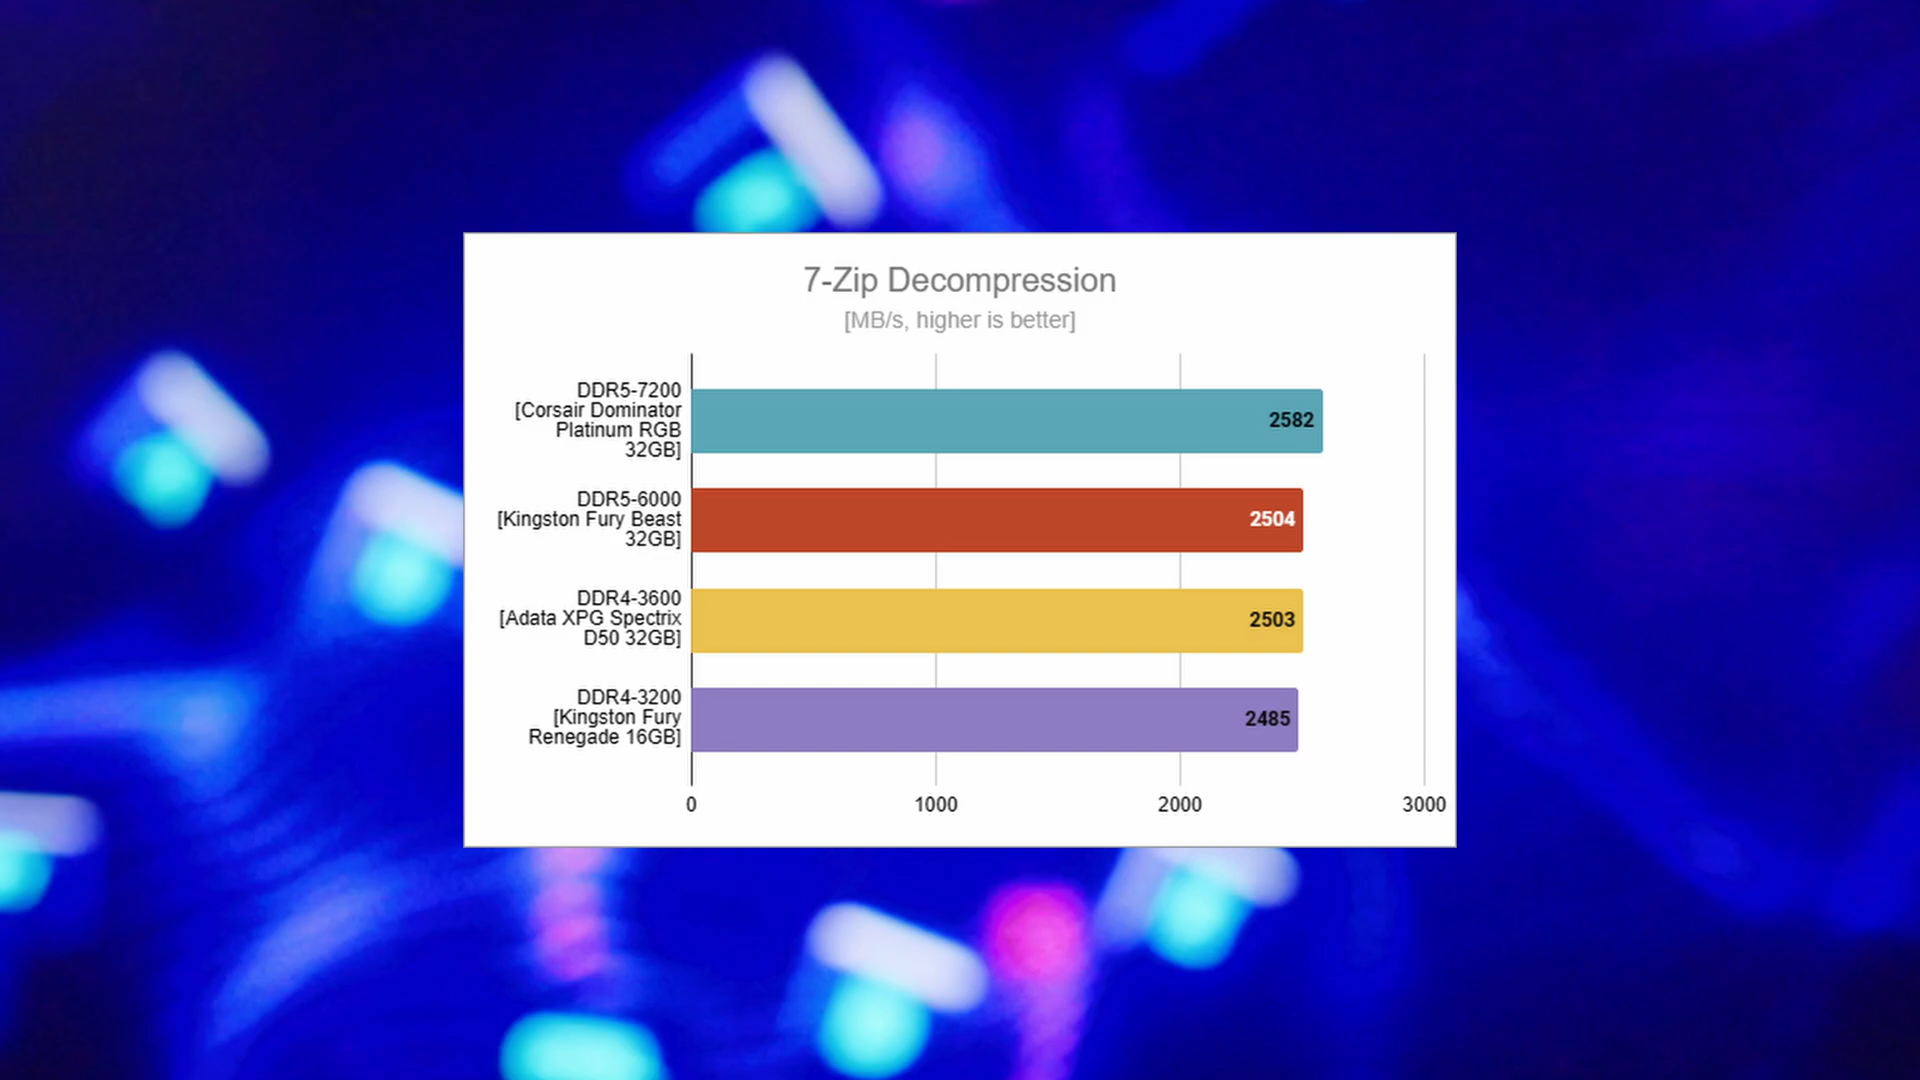 7-Zip Decompression
[MB/s, higher is better]
DDR5-7200
[Corsair Dominator
Platinum RGB
32GB]
2582
DDR5-6000
[Kingston Fury Beast
32GB]
2504
DDR4-3600
[Adata XPG Spectrix
D50 32GB]
2503
DDR4-3200
[Kingston Fury
Renegade 16GB]
2485
0 1000 2000 3000